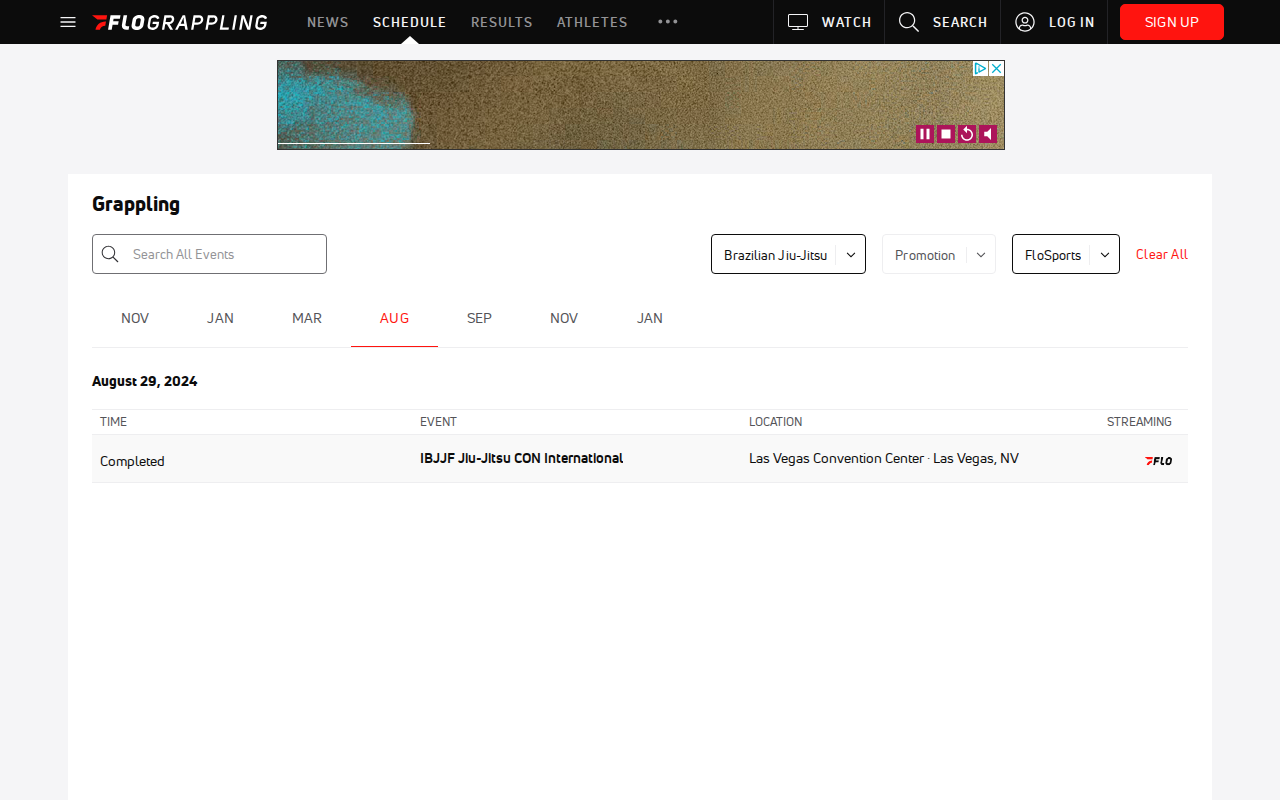 FLOGRAPPLING NEWS SCHEDULE RESULTS ATHLETES WATCH SEARCH LOG IN SIGN UP
Grappling
Search All Events Brazilian Jiu-Jitsu Promotion FloSports Clear All
NOV JAN MAR AUG SEP NOV JAN
August 29, 2024
TIME EVENT LOCATION STREAMING
Completed IBJJF Jiu-Jitsu CON International Las Vegas Convention Center · Las Vegas, NV FLO